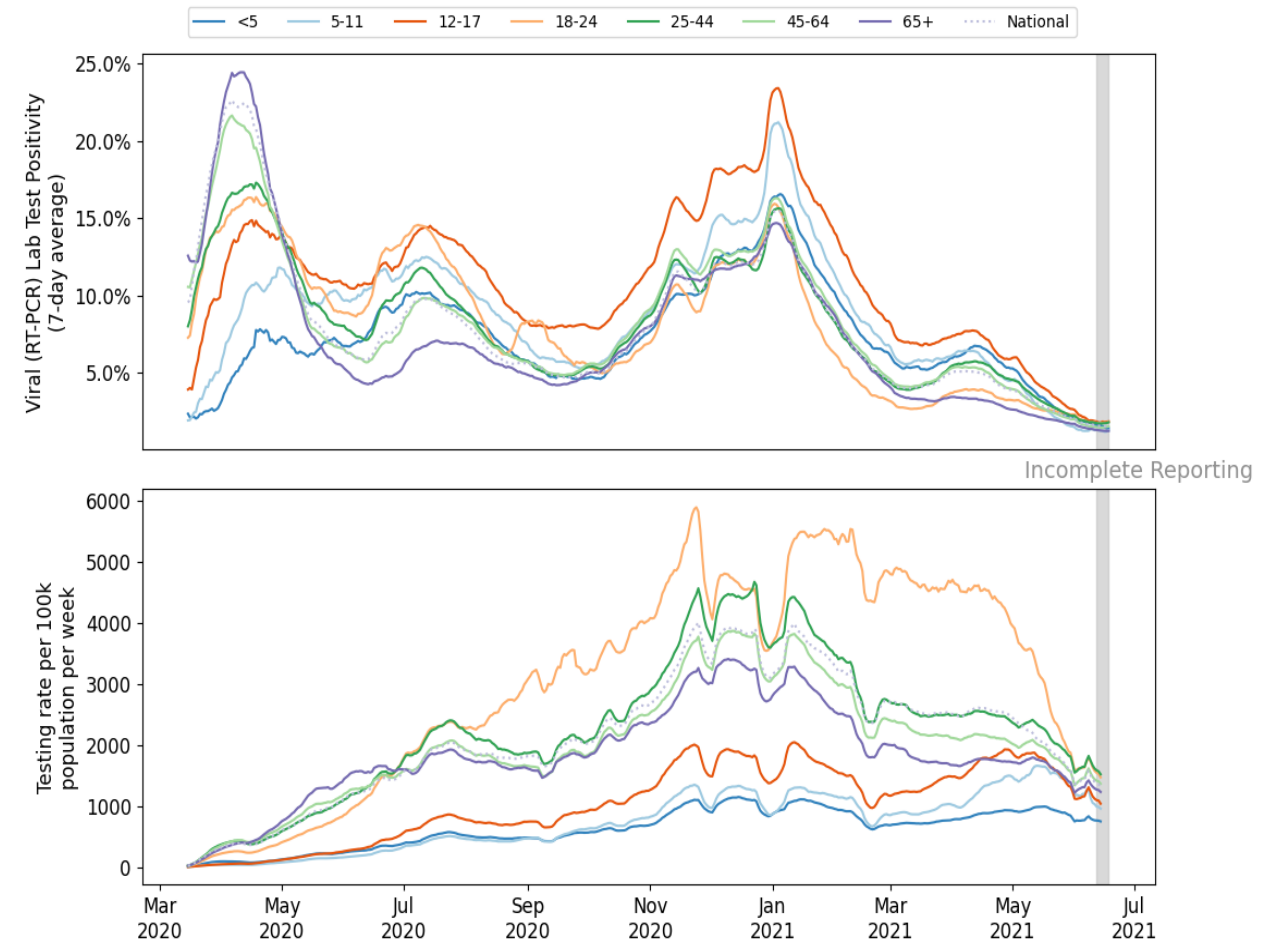 <5 5-11 12-17 18-24 25-44 45-64 65+ National
Viral (RT-PCR) Lab Test Positivity
(7-day average)
25.0%
20.0%
15.0%
10.0%
5.0%
Incomplete Reporting
Testing rate per 100k
population per week
6000
5000
4000
3000
2000
1000
0
Mar May Jul Sep Nov Jan Mar May Jul
2020 2020 2020 2020 2020 2021 2021 2021 2021